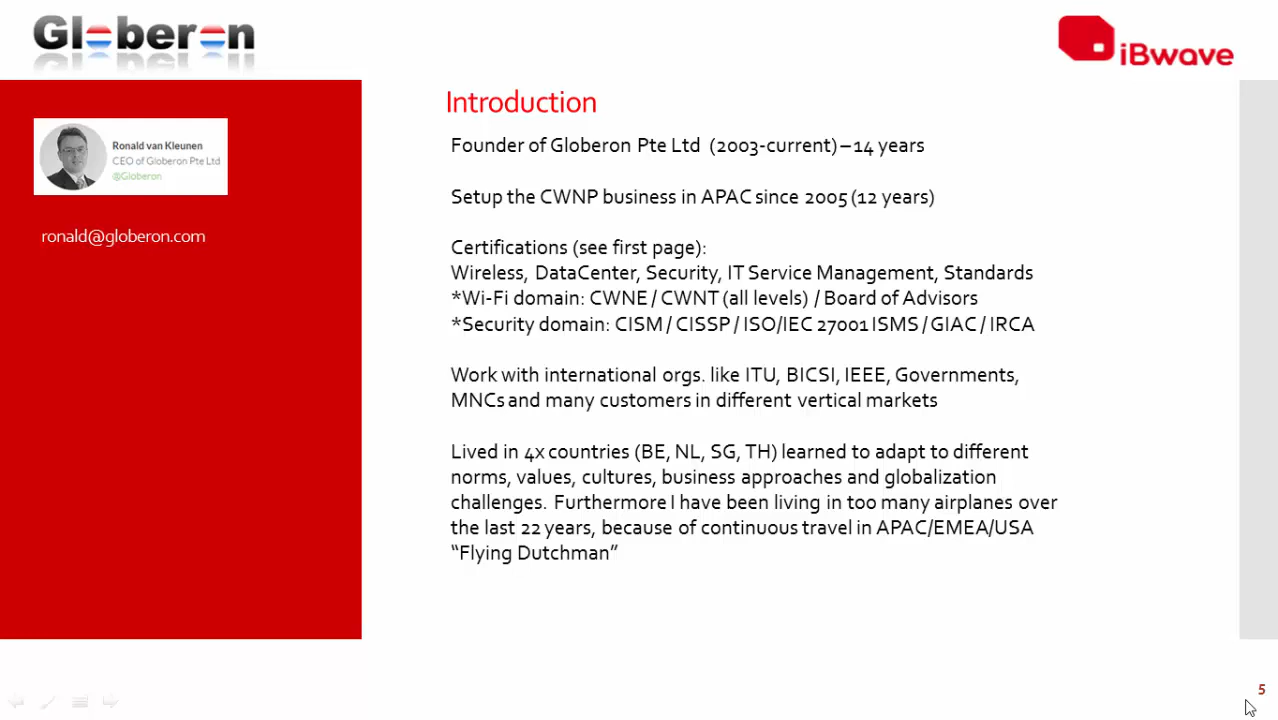 Globeron
iBwave
Ronald van Kleunen
CEO of Globeron Pte Ltd
@Globeron
ronald@globeron.com
Introduction
Founder of Globeron Pte Ltd (2003-current) – 14 years
Setup the CWNP business in APAC since 2005 (12 years)
Certifications (see first page):
Wireless, DataCenter, Security, IT Service Management, Standards
*Wi-Fi domain: CWNE / CWNT (all levels) / Board of Advisors
*Security domain: CISM / CISSP / ISO/IEC 27001 ISMS / GIAC / IRCA
Work with international orgs. like ITU, BICSI, IEEE, Governments,
MNCs and many customers in different vertical markets
Lived in 4x countries (BE, NL, SG, TH) learned to adapt to different
norms, values, cultures, business approaches and globalization
challenges. Furthermore I have been living in too many airplanes over
the last 22 years, because of continuous travel in APAC/EMEA/USA
“Flying Dutchman”
5